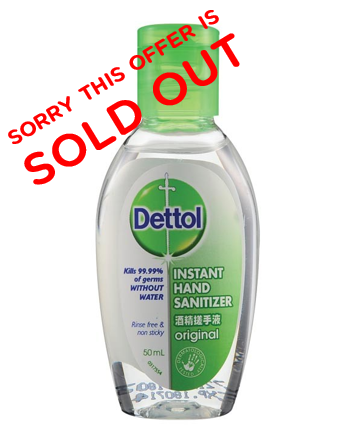 SORRY THIS OFFER IS
SOLD OUT
Dettol
Kills 99.99%
of germs
WITHOUT
WATER
INSTANT
HAND
SANITIZER
酒精搓手液
original
Rinse free &
non sticky
50mL